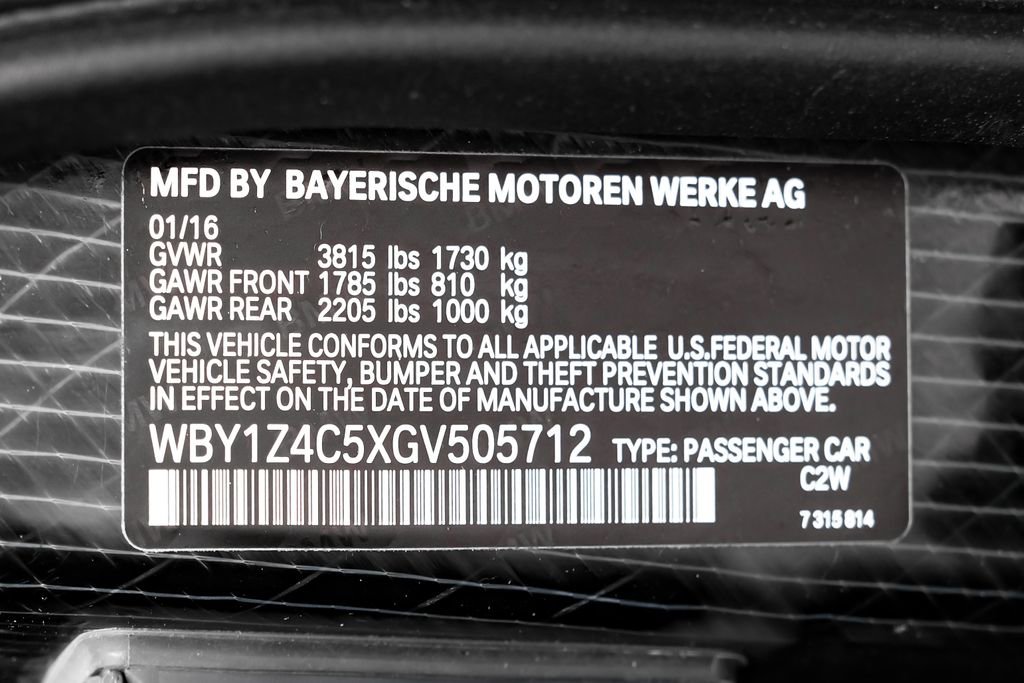 MFD BY BAYERISCHE MOTOREN WERKE AG
01/16
GVWR 3815 lbs 1730 kg
GAWR FRONT 1785 lbs 810 kg
GAWR REAR 2205 lbs 1000 kg
THIS VEHICLE CONFORMS TO ALL APPLICABLE U.S.FEDERAL MOTOR
VEHICLE SAFETY, BUMPER AND THEFT PREVENTION STANDARDS
IN EFFECT ON THE DATE OF MANUFACTURE SHOWN ABOVE.
WBY1Z4C5XGV505712 TYPE: PASSENGER CAR
C2W
7 315 814